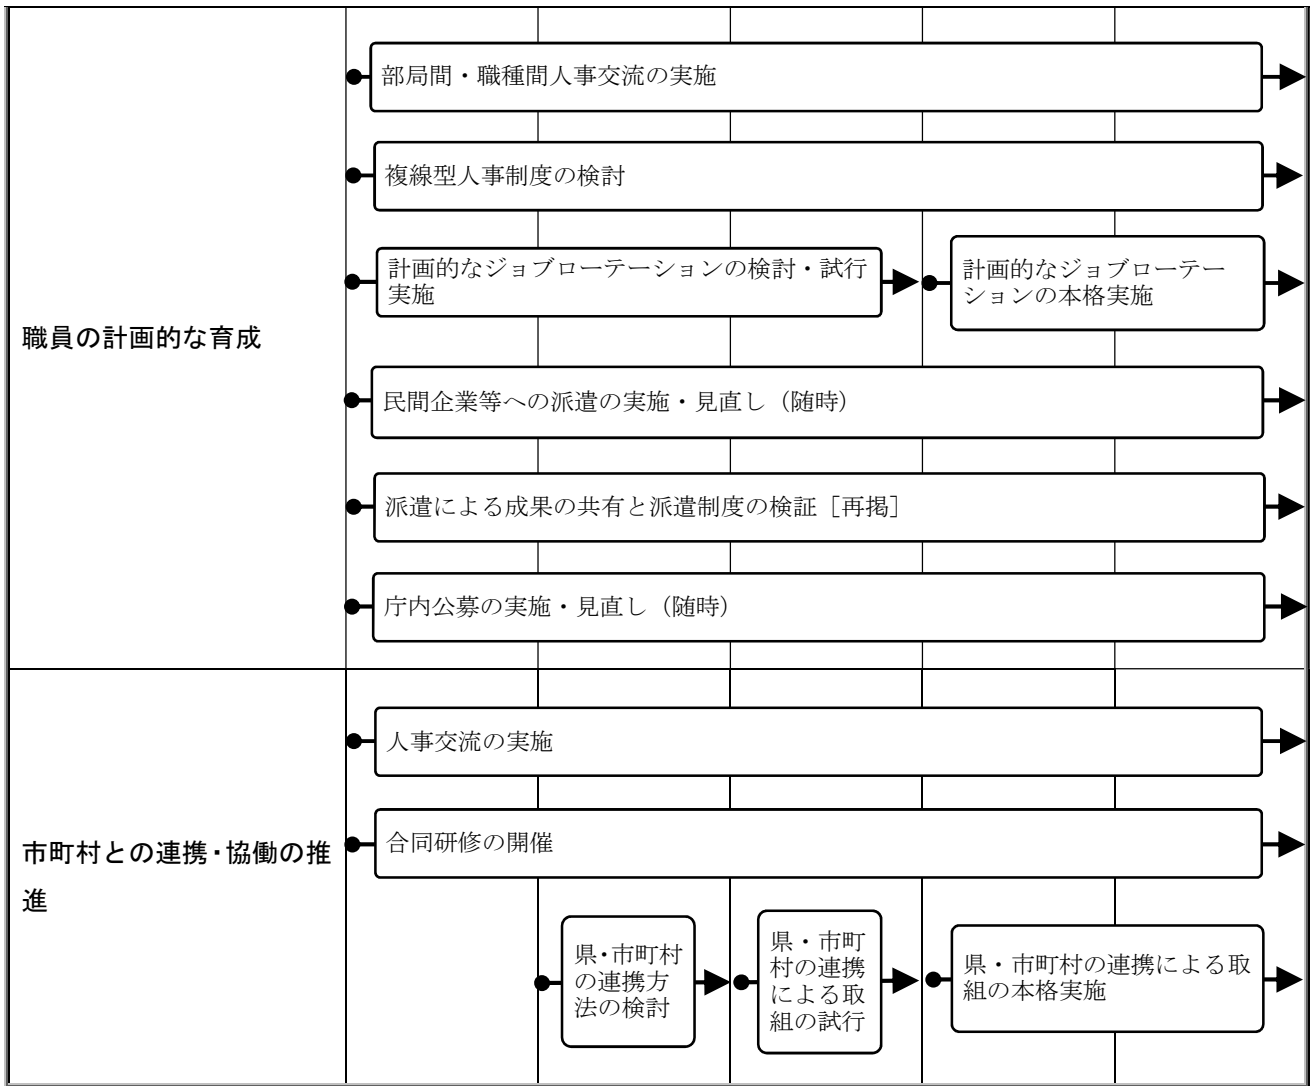 部局間・職種間人事交流の実施
複線型人事制度の検討
計画的なジョブローテーションの検討・試行
実施
計画的なジョブローテー
ションの本格実施
職員の計画的な育成
民間企業等への派遣の実施・見直し（随時）
派遣による成果の共有と派遣制度の検証［再掲］
庁内公募の実施・見直し（随時）
人事交流の実施
合同研修の開催
市町村との連携・協働の推
進
県・市町村
の連携方
法の検討
県・市町
村の連携
による取
組の試行
県・市町村の連携による取
組の本格実施